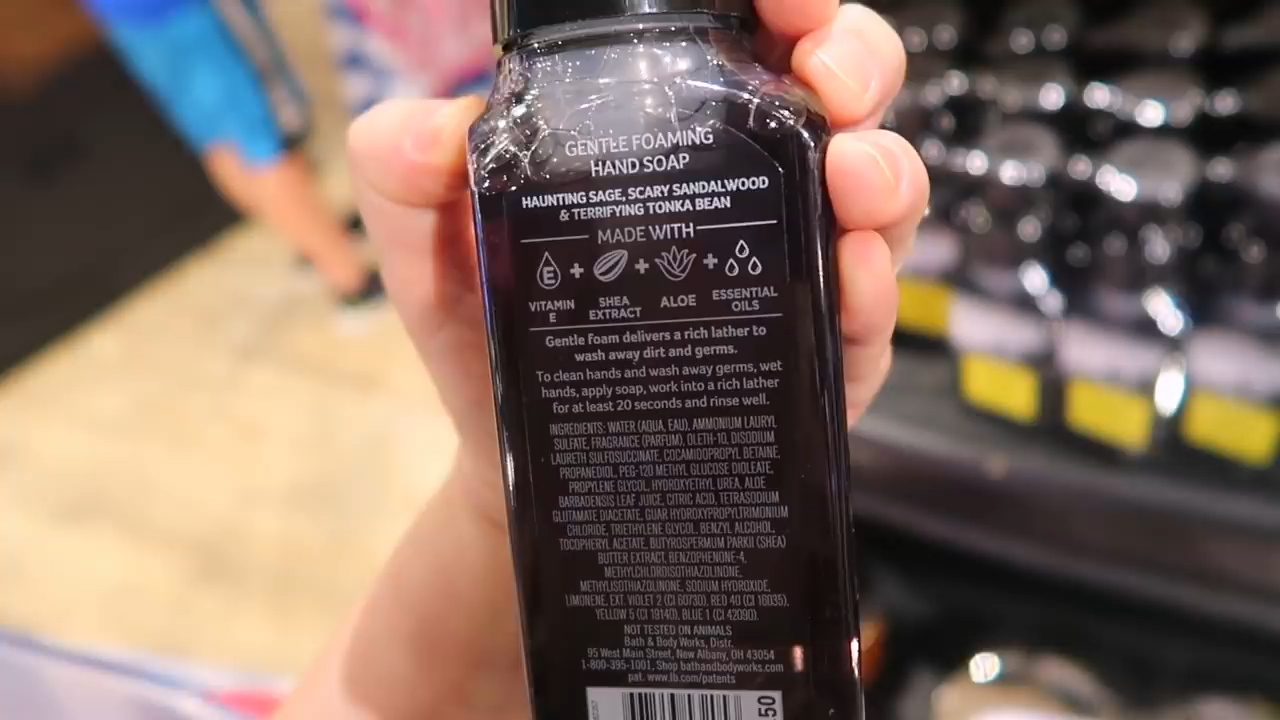 GENTLE FOAMING
HAND SOAP
HAUNTING SAGE, SCARY SANDALWOOD
& TERRIFYING TONKA BEAN
MADE WITH
E + + +
VITAMIN E SHEA EXTRACT ALOE ESSENTIAL OILS
Gentle foam delivers a rich lather to
wash away dirt and germs.
To clean hands and wash away germs, wet
hands, apply soap, work into a rich lather
for at least 20 seconds and rinse well.
INGREDIENTS: WATER (AQUA, EAU), AMMONIUM LAURYL
SULFATE, FRAGRANCE (PARFUM), OLETH-10, DISODIUM
LAURETH SULFOSUCCINATE, COCAMIDOPROPYL BETAINE,
PROPANEDIOL, PEG-120 METHYL GLUCOSE DIOLEATE,
PROPYLENE GLYCOL, HYDROXYETHYL UREA, ALOE
BARBADENSIS LEAF JUICE, CITRIC ACID, TETRASODIUM
GLUTAMATE DIACETATE, GUAR HYDROXYPROPYLTRIMONIUM
CHLORIDE, TRIETHYLENE GLYCOL, BENZYL ALCOHOL,
TOCOPHERYL ACETATE, BUTYROSPERMUM PARKII (SHEA)
BUTTER EXTRACT, BENZOPHENONE-4,
METHYLCHLOROISOTHIAZOLINONE,
METHYLISOTHIAZOLINONE, SODIUM HYDROXIDE,
LIMONENE, EXT. VIOLET 2 (CI 60730), RED 40 (CI 16035),
YELLOW 5 (CI 19140), BLUE 1 (CI 42090).
NOT TESTED ON ANIMALS
Bath & Body Works, Distr.
95 West Main Street, New Albany, OH 43054
1-800-395-1001, Shop bathandbodyworks.com
pat. www.lb.com/patents
50